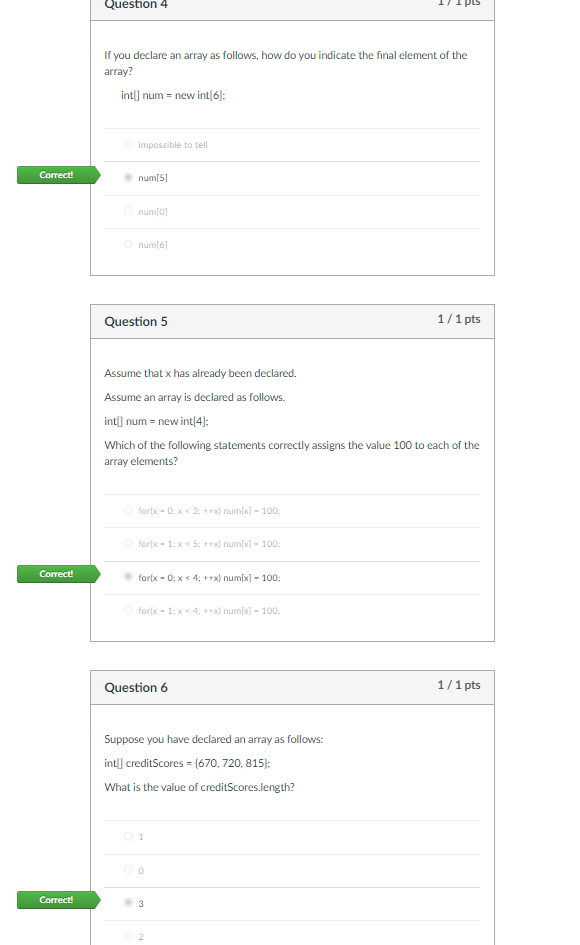 Question 4
1 / 1 pts
If you declare an array as follows, how do you indicate the final element of the
array?
int[] num = new int[6];
impossible to tell
Correct!
num[5]
num[0]
num[6]
Question 5
1 / 1 pts
Assume that x has already been declared.
Assume an array is declared as follows.
int[] num = new int[4];
Which of the following statements correctly assigns the value 100 to each of the
array elements?
for(x = 0; x < 3; ++x) num[x] = 100;
for(x = 1; x < 5; ++x) num[x] = 100;
Correct!
for(x = 0; x < 4; ++x) num[x] = 100;
for(x = 1; x < 4; ++x) num[x] = 100;
Question 6
1 / 1 pts
Suppose you have declared an array as follows:
int[] creditScores = {670, 720, 815};
What is the value of creditScores.length?
1
0
Correct!
3
2